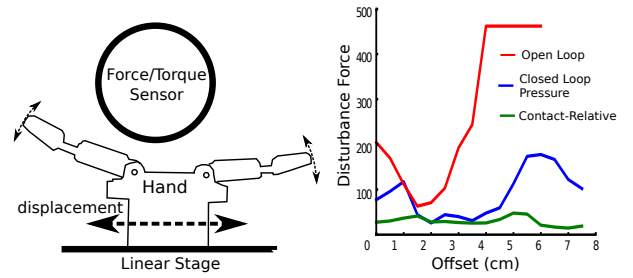 Force/Torque
Sensor
Hand
displacement
Linear Stage
Disturbance Force
500
400
300
200
100
0 1 2 3 4 5 6 7 8
Offset (cm)
Open Loop
Closed Loop
Pressure
Contact-Relative